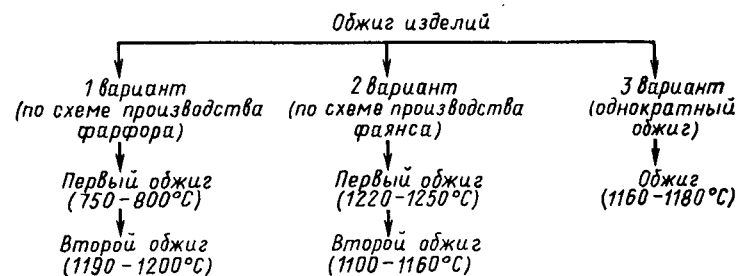 Обжиг изделий
1 вариант
(по схеме производства
фарфора)
Первый обжиг
(750-800°С)
Второй обжиг
(1190-1200°С)
2 вариант
(по схеме производства
фаянса)
Первый обжиг
(1220-1250°С)
Второй обжиг
(1100-1160°С)
3 вариант
(однократный
обжиг)
Обжиг
(1160-1180°С)